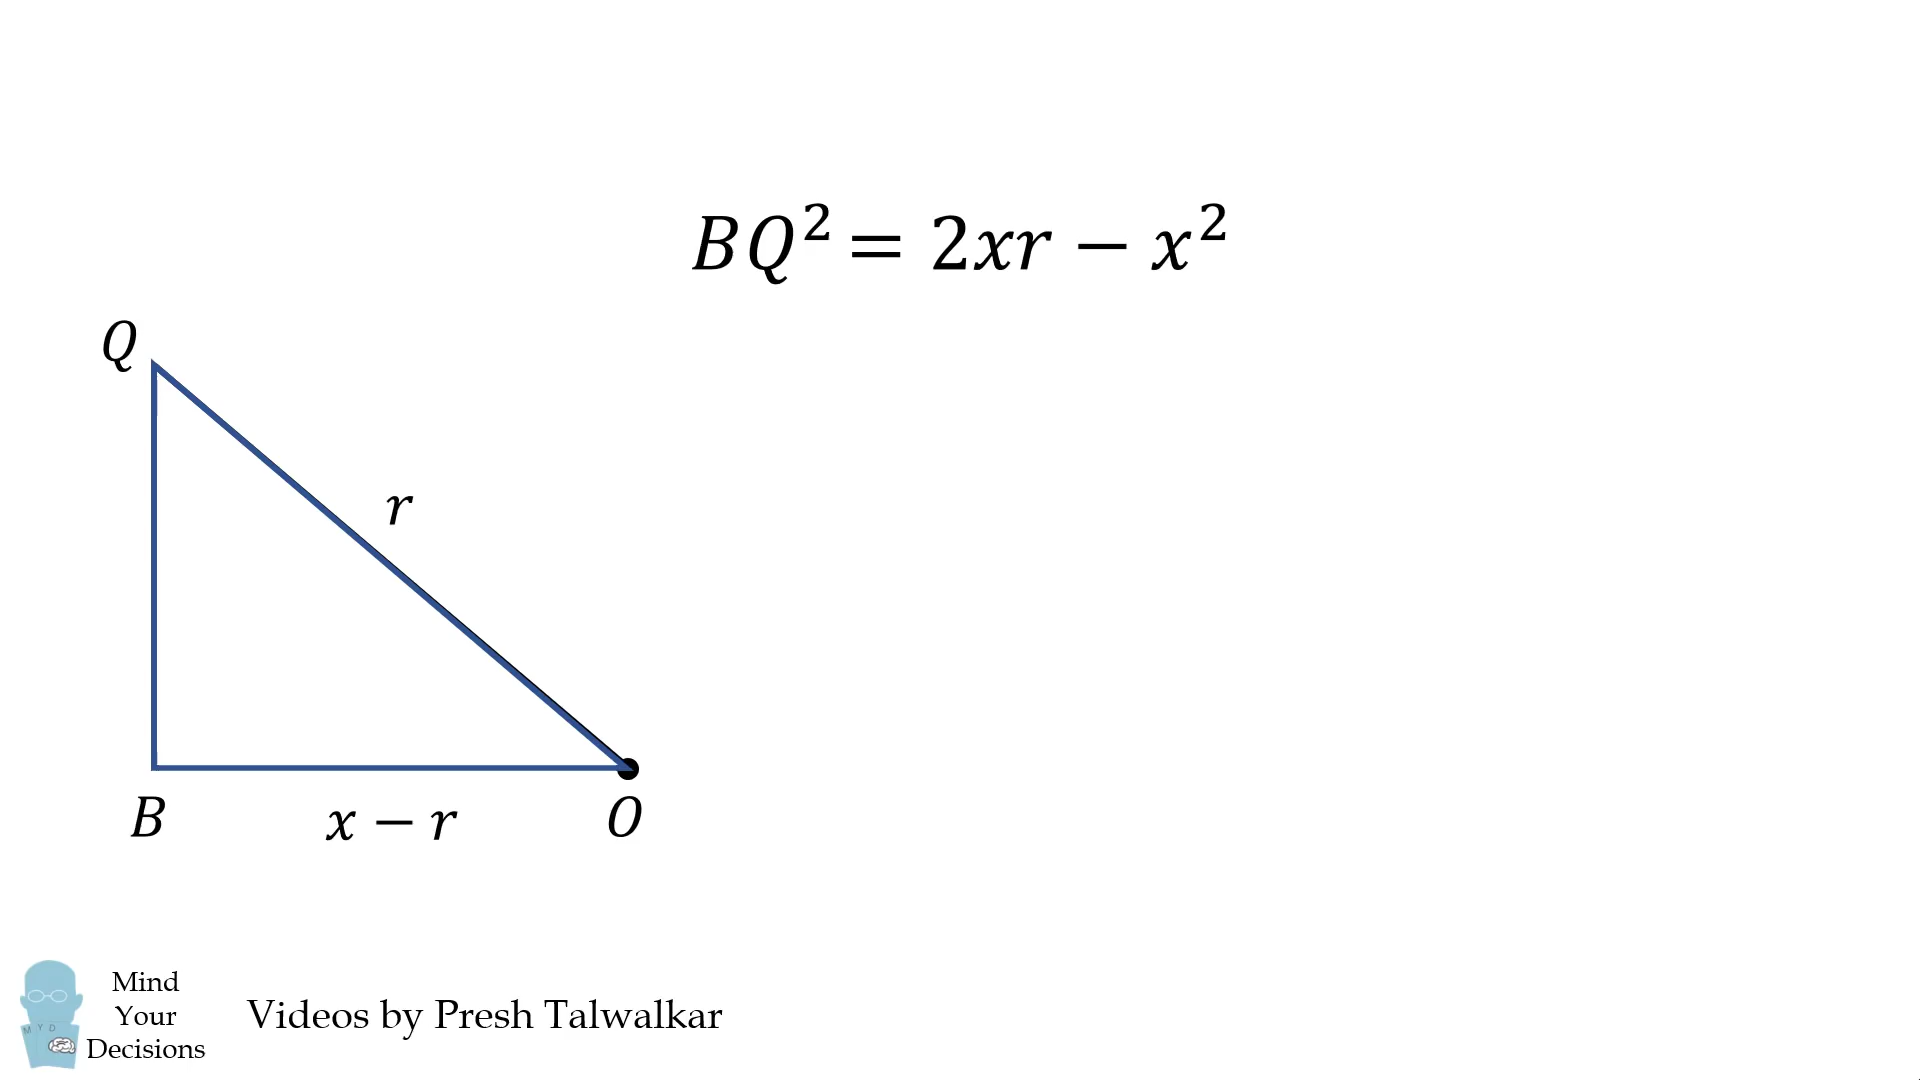 BQ² = 2xr − x²
Q
r
B
x − r
O
Mind
Your
Decisions
M Y D
Videos by Presh Talwalkar